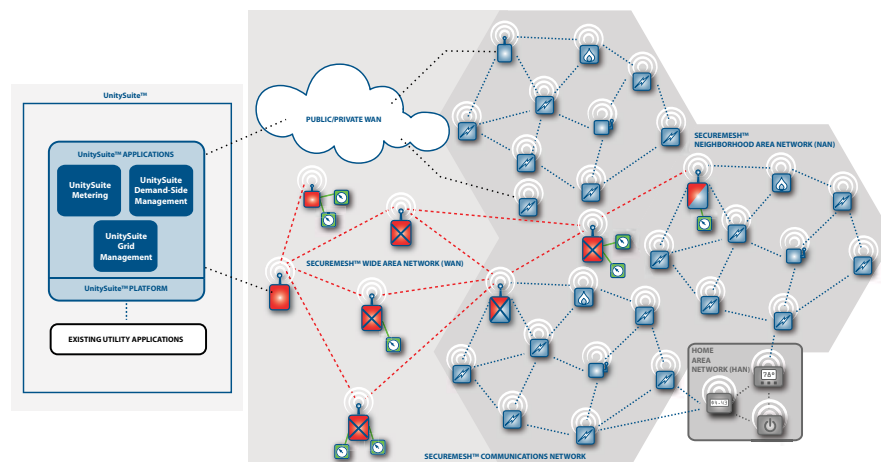 UnitySuite™
UnitySuite™ APPLICATIONS
UnitySuite
Metering
UnitySuite
Demand-Side
Management
UnitySuite
Grid
Management
UnitySuite™ PLATFORM
EXISTING UTILITY APPLICATIONS
PUBLIC/PRIVATE WAN
SECUREMESH™ WIDE AREA NETWORK (WAN)
SECUREMESH™
NEIGHBORHOOD AREA NETWORK (NAN)
HOME
AREA
NETWORK (HAN)
SECUREMESH™ COMMUNICATIONS NETWORK